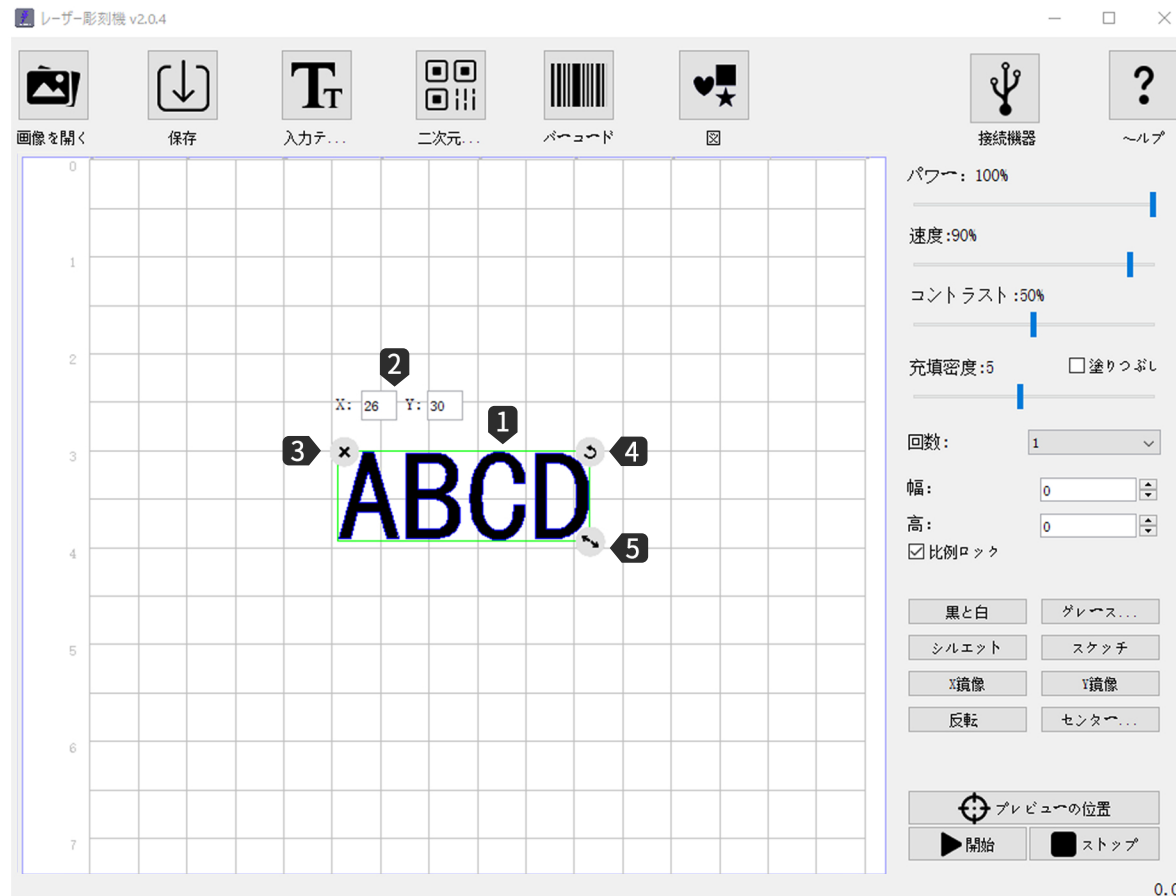 レーザー彫刻機 v2.0.4
画像を開く
保存
入力テ...
二次元...
バーコード
図
接続機器
ヘルプ
0
1
2
3
4
5
6
7
2
X: 26 Y: 30
1
3
4
ABCD
5
パワー: 100%
速度:90%
コントラスト:50%
充填密度:5 塗りつぶし
回数: 1
幅: 0
高: 0
比例ロック
黒と白 グレース...
シルエット スケッチ
X鏡像 Y鏡像
反転 センター...
プレビューの位置
開始 ストップ